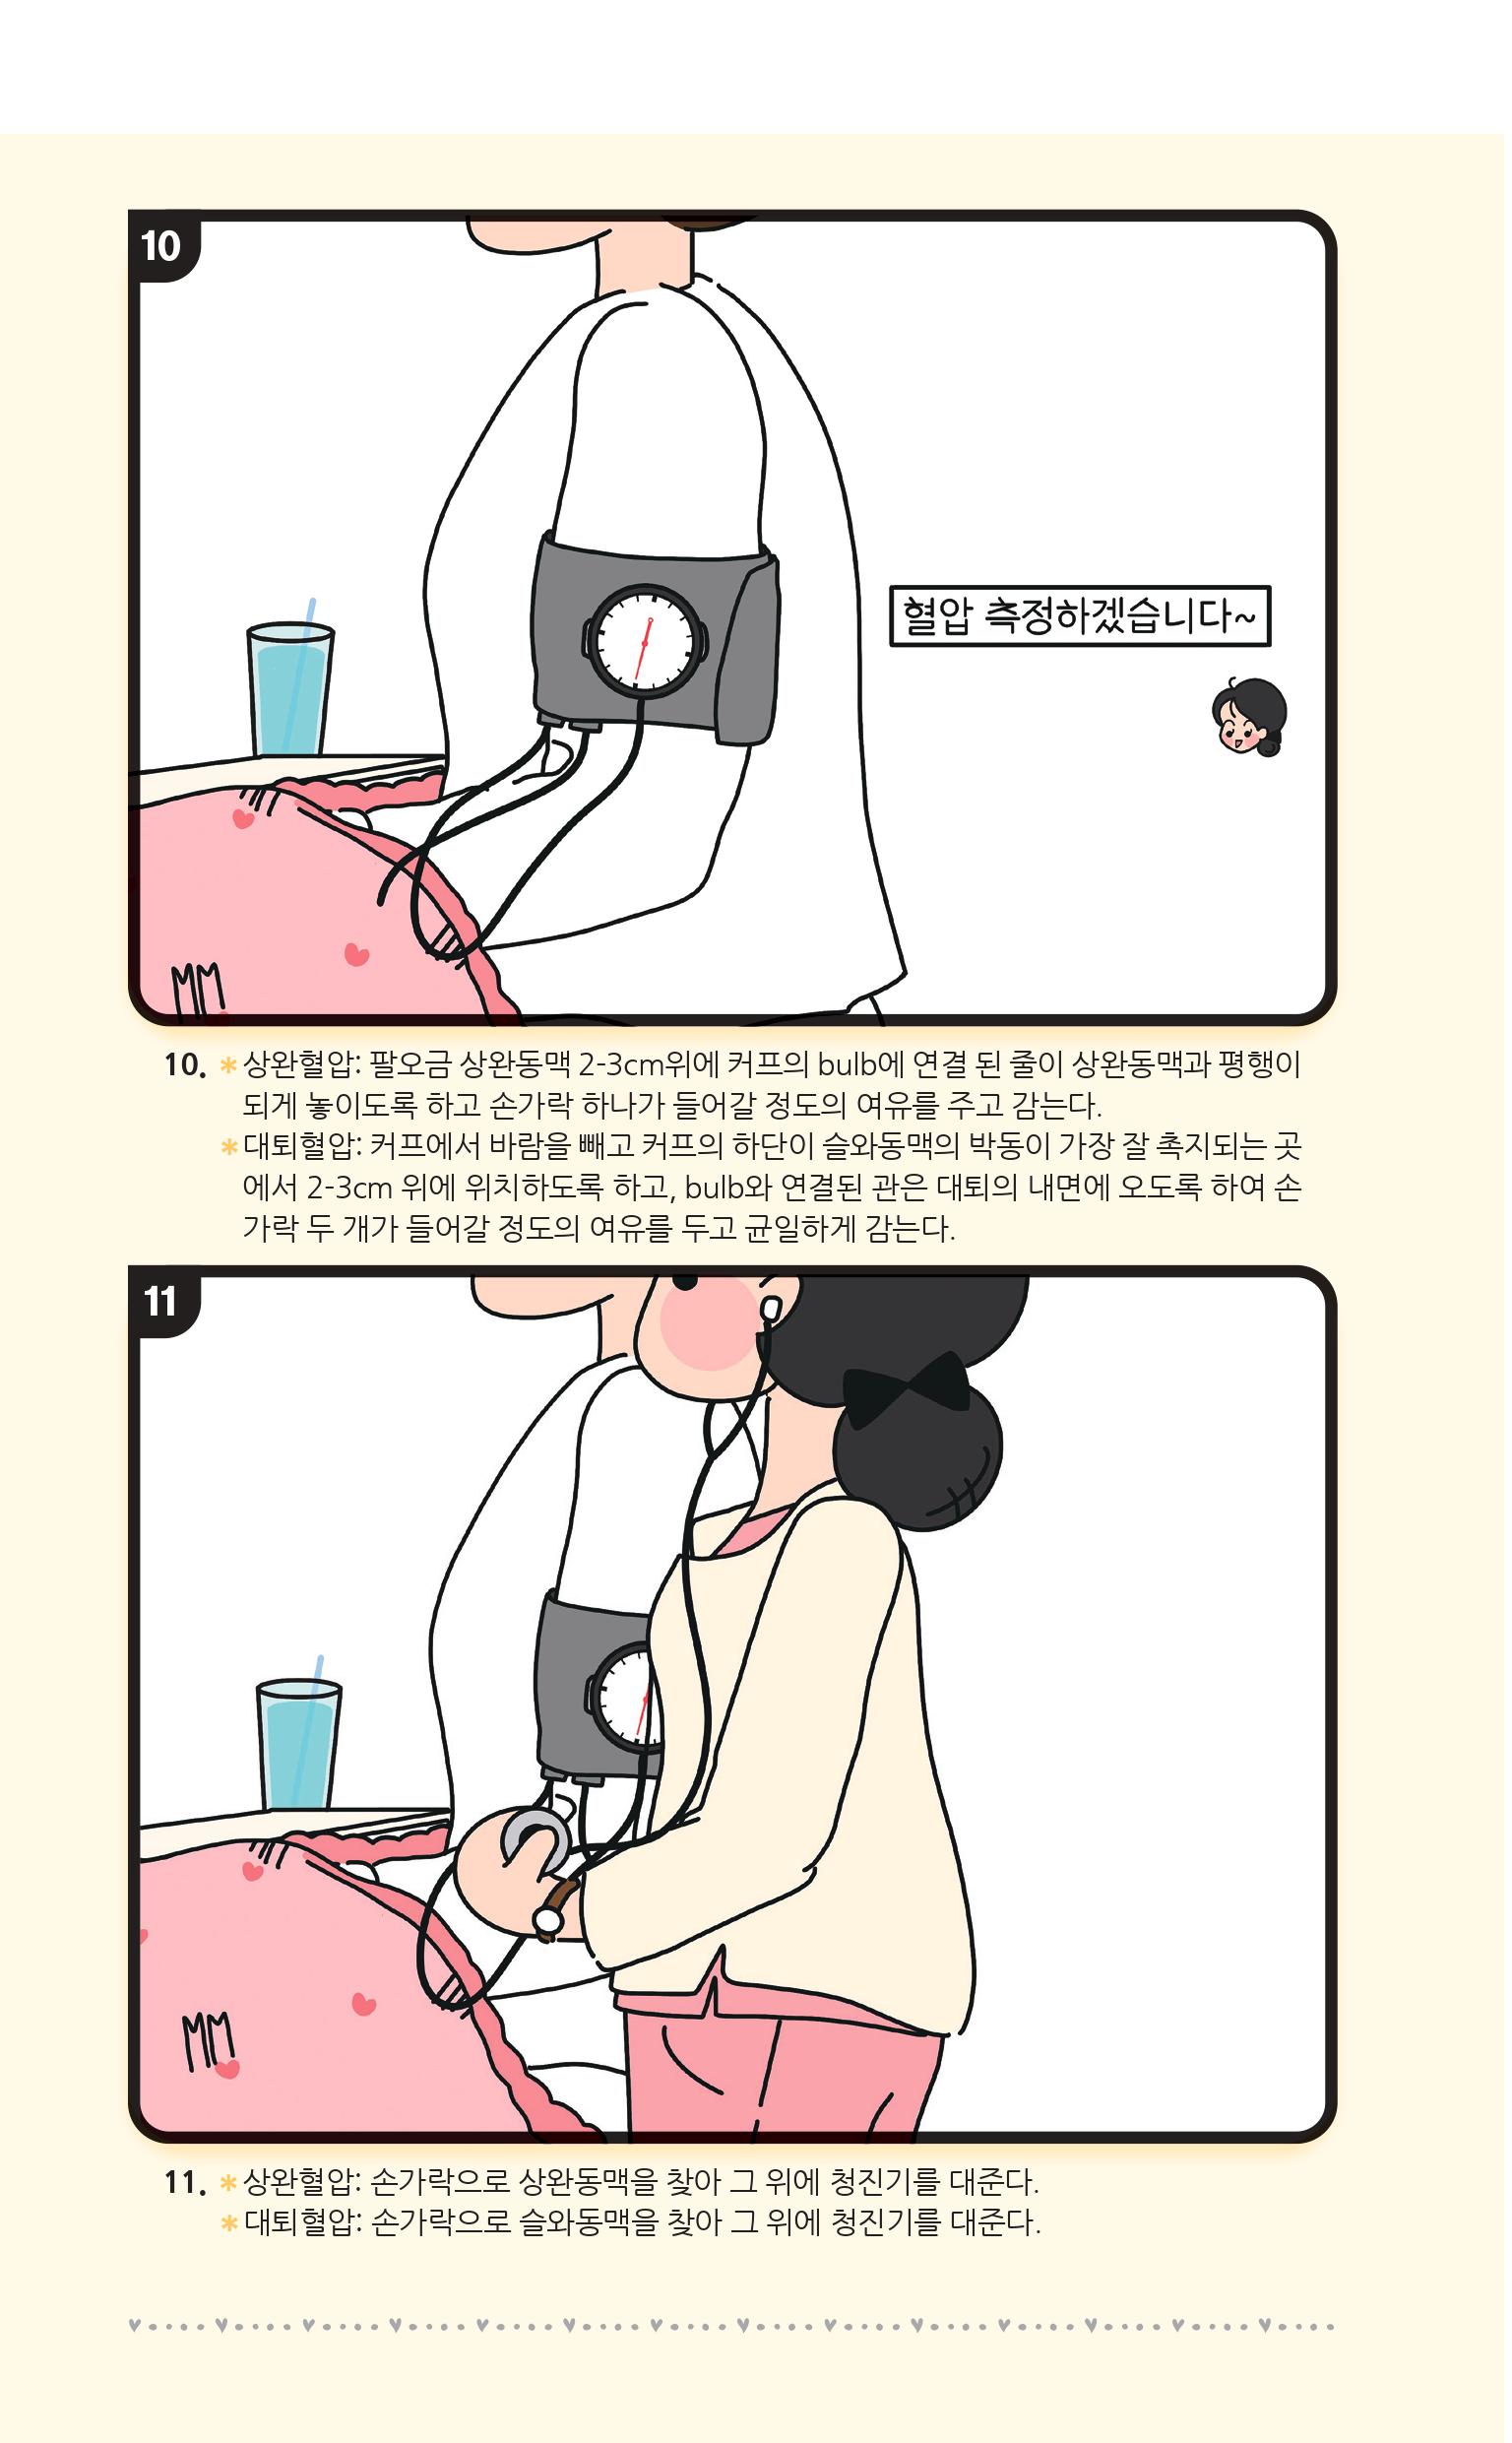 10
혈압 측정하겠습니다~
10. *상완혈압: 팔오금 상완동맥 2-3cm위에 커프의 bulb에 연결 된 줄이 상완동맥과 평행이
되게 놓이도록 하고 손가락 하나가 들어갈 정도의 여유를 주고 감는다.
*대퇴혈압: 커프에서 바람을 빼고 커프의 하단이 슬와동맥의 박동이 가장 잘 촉지되는 곳
에서 2-3cm 위에 위치하도록 하고, bulb와 연결된 관은 대퇴의 내면에 오도록 하여 손
가락 두 개가 들어갈 정도의 여유를 두고 균일하게 감는다.
11
11. *상완혈압: 손가락으로 상완동맥을 찾아 그 위에 청진기를 대준다.
*대퇴혈압: 손가락으로 슬와동맥을 찾아 그 위에 청진기를 대준다.